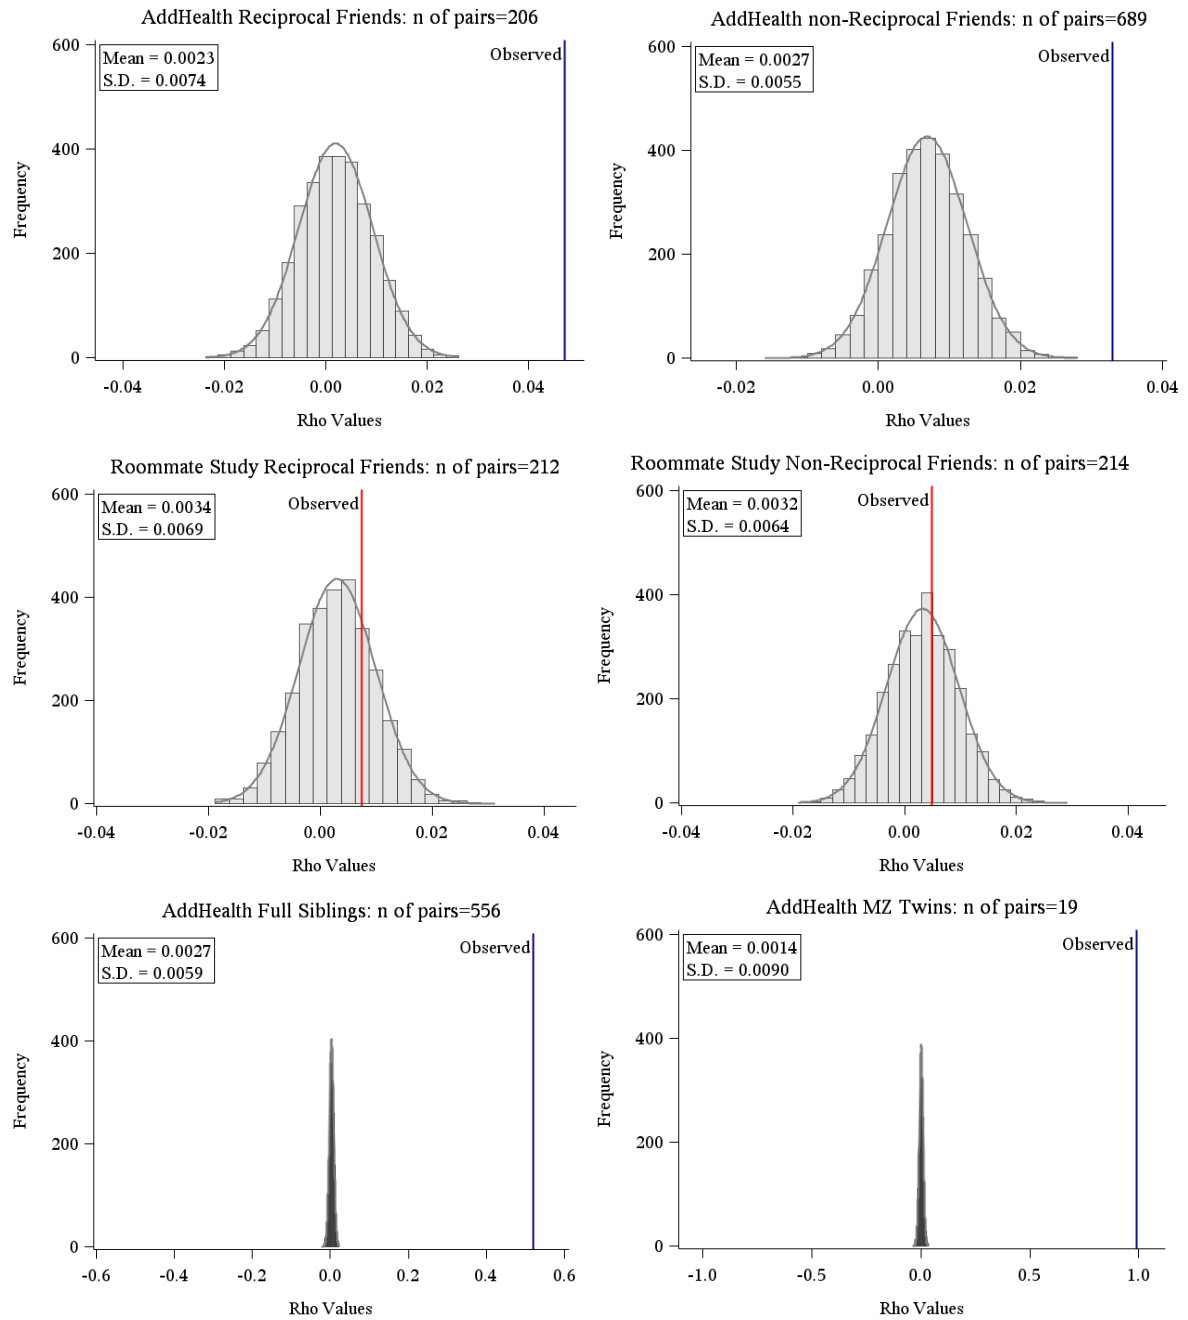 AddHealth Reciprocal Friends: n of pairs=206
Mean = 0.0023
S.D. = 0.0074
Observed
600
400
200
0
Frequency
-0.04 -0.02 0.00 0.02 0.04
Rho Values
AddHealth non-Reciprocal Friends: n of pairs=689
Mean = 0.0027
S.D. = 0.0055
Observed
600
400
200
0
Frequency
-0.02 0.00 0.02 0.04
Rho Values
Roommate Study Reciprocal Friends: n of pairs=212
Mean = 0.0034
S.D. = 0.0069
Observed
600
400
200
0
Frequency
-0.04 -0.02 0.00 0.02 0.04
Rho Values
Roommate Study Non-Reciprocal Friends: n of pairs=214
Mean = 0.0032
S.D. = 0.0064
Observed
600
400
200
0
Frequency
-0.04 -0.02 0.00 0.02 0.04
Rho Values
AddHealth Full Siblings: n of pairs=556
Mean = 0.0027
S.D. = 0.0059
Observed
600
400
200
0
Frequency
-0.6 -0.4 -0.2 0.0 0.2 0.4 0.6
Rho Values
AddHealth MZ Twins: n of pairs=19
Mean = 0.0014
S.D. = 0.0090
Observed
600
400
200
0
Frequency
-1.0 -0.5 0.0 0.5 1.0
Rho Values